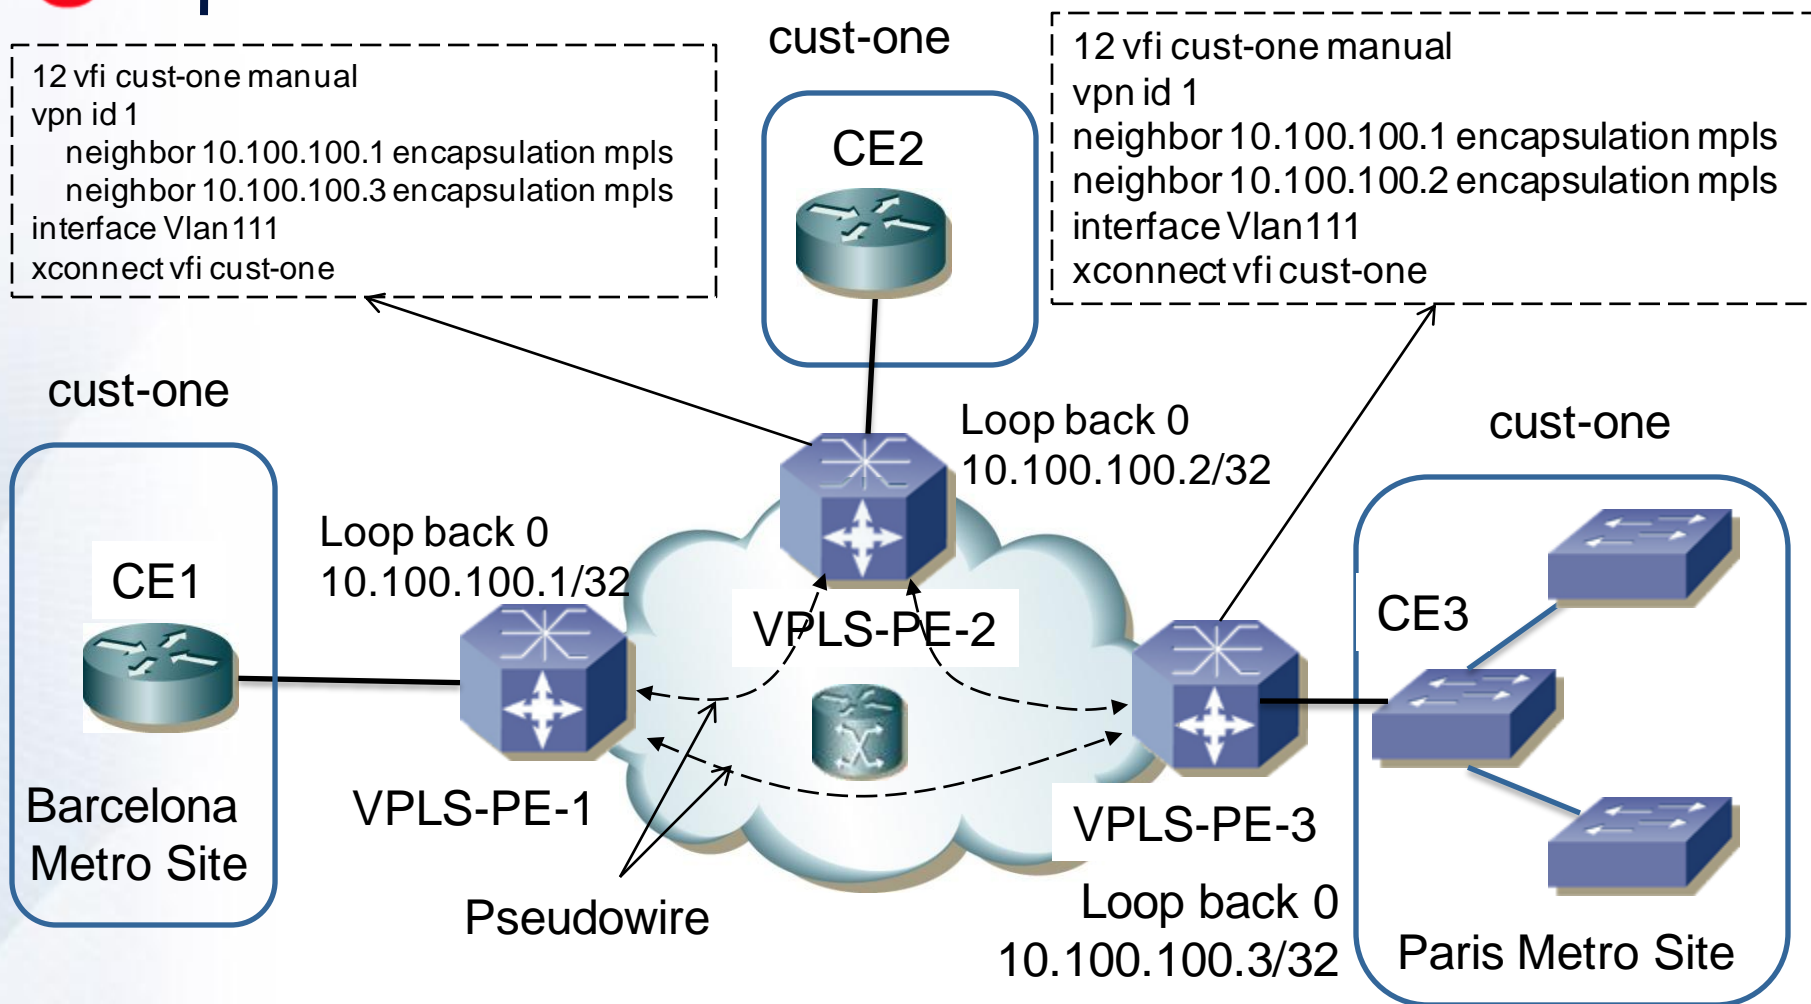 12 vfi cust-one manual
vpn id 1
neighbor 10.100.100.1 encapsulation mpls
neighbor 10.100.100.3 encapsulation mpls
interface Vlan111
xconnect vfi cust-one
cust-one
CE2
12 vfi cust-one manual
vpn id 1
neighbor 10.100.100.1 encapsulation mpls
neighbor 10.100.100.2 encapsulation mpls
interface Vlan111
xconnect vfi cust-one
cust-one
CE1
Barcelona
Metro Site
Loop back 0
10.100.100.1/32
VPLS-PE-1
Loop back 0
10.100.100.2/32
VPLS-PE-2
Pseudowire
VPLS-PE-3
Loop back 0
10.100.100.3/32
cust-one
CE3
Paris Metro Site